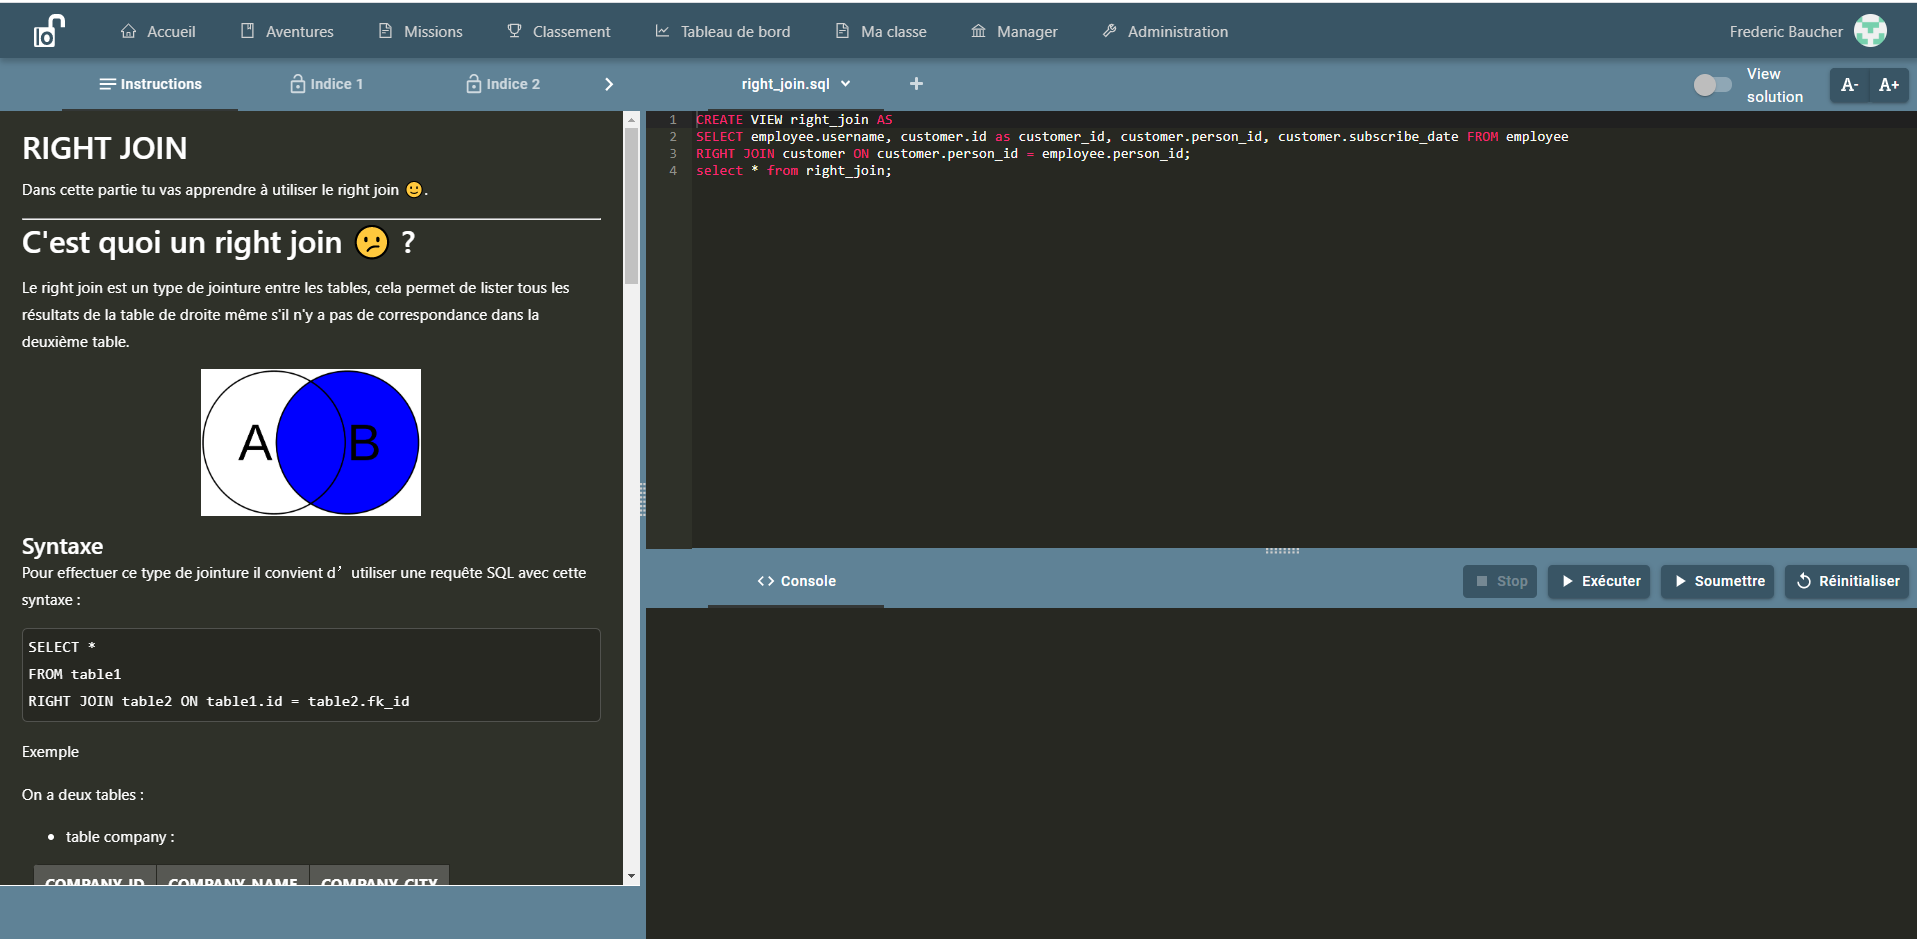 Accueil
Aventures
Missions
Classement
Tableau de bord
Ma classe
Manager
Administration
Frederic Baucher
Instructions
Indice 1
Indice 2
right_join.sql
+
View
solution
A-
A+
RIGHT JOIN
Dans cette partie tu vas apprendre à utiliser le right join 🙂.
C'est quoi un right join 😕 ?
Le right join est un type de jointure entre les tables, cela permet de lister tous les
résultats de la table de droite même s'il n'y a pas de correspondance dans la
deuxième table.
A B
Syntaxe
Pour effectuer ce type de jointure il convient d’utiliser une requête SQL avec cette
syntaxe :
SELECT *
FROM table1
RIGHT JOIN table2 ON table1.id = table2.fk_id
Exemple
On a deux tables :
• table company :
COMPANY_ID COMPANY_NAME COMPANY_CITY
1 CREATE VIEW right_join AS
2 SELECT employee.username, customer.id as customer_id, customer.person_id, customer.subscribe_date FROM employee
3 RIGHT JOIN customer ON customer.person_id = employee.person_id;
4 select * from right_join;
<> Console
Stop
Exécuter
Soumettre
Réinitialiser